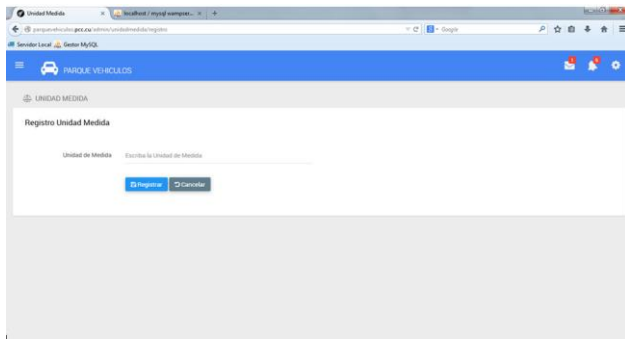 Unidad Medida
localhost / mysql wampser...
parquevehiculos.pcc.cu/admin/unidadmedida/registro
Google
Servidor Local
Gestor MySQL
PARQUE VEHICULOS
UNIDAD MEDIDA
Registro Unidad Medida
Unidad de Medida
Escriba la Unidad de Medida
Registrar
Cancelar